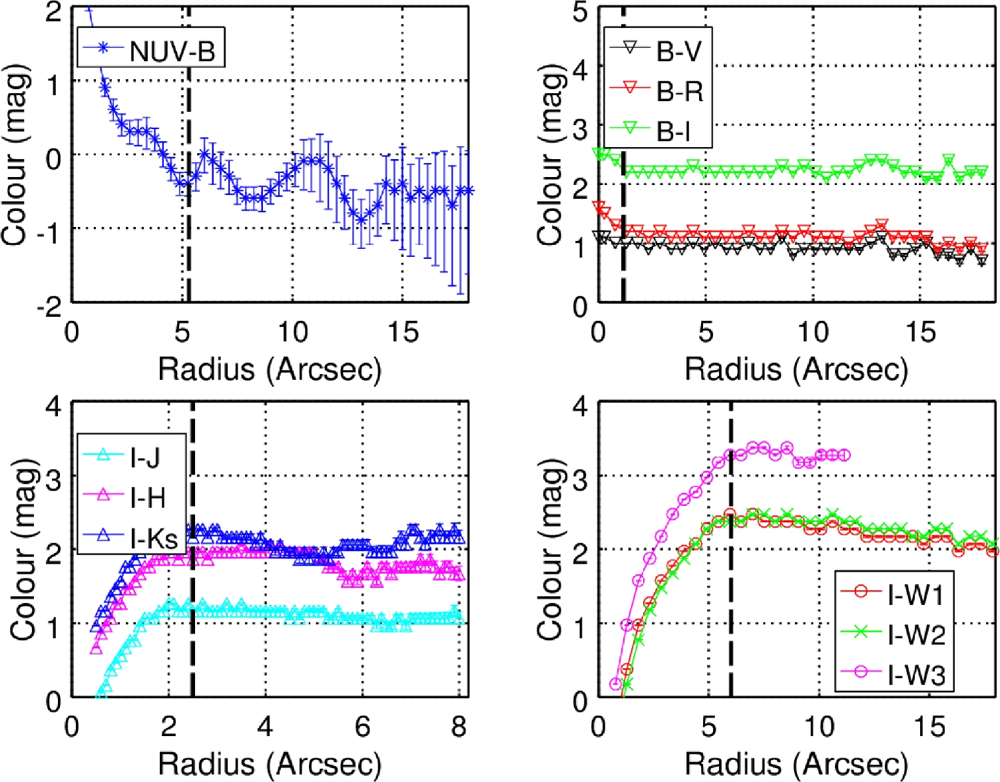 2
1
0
-1
-2
Colour (mag)
NUV-B
0 5 10 15
Radius (Arcsec)
5
4
3
2
1
0
Colour (mag)
B-V
B-R
B-I
0 5 10 15
Radius (Arcsec)
4
3
2
1
0
Colour (mag)
I-J
I-H
I-Ks
0 2 4 6 8
Radius (Arcsec)
4
3
2
1
0
Colour (mag)
I-W1
I-W2
I-W3
0 5 10 15
Radius (Arcsec)